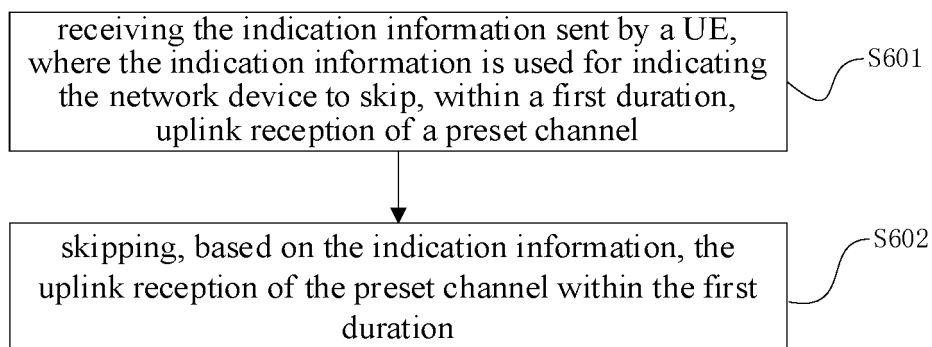 receiving the indication information sent by a UE,
where the indication information is used for indicating
the network device to skip, within a first duration,
uplink reception of a preset channel
S601
skipping, based on the indication information, the
uplink reception of the preset channel within the first
duration
S602